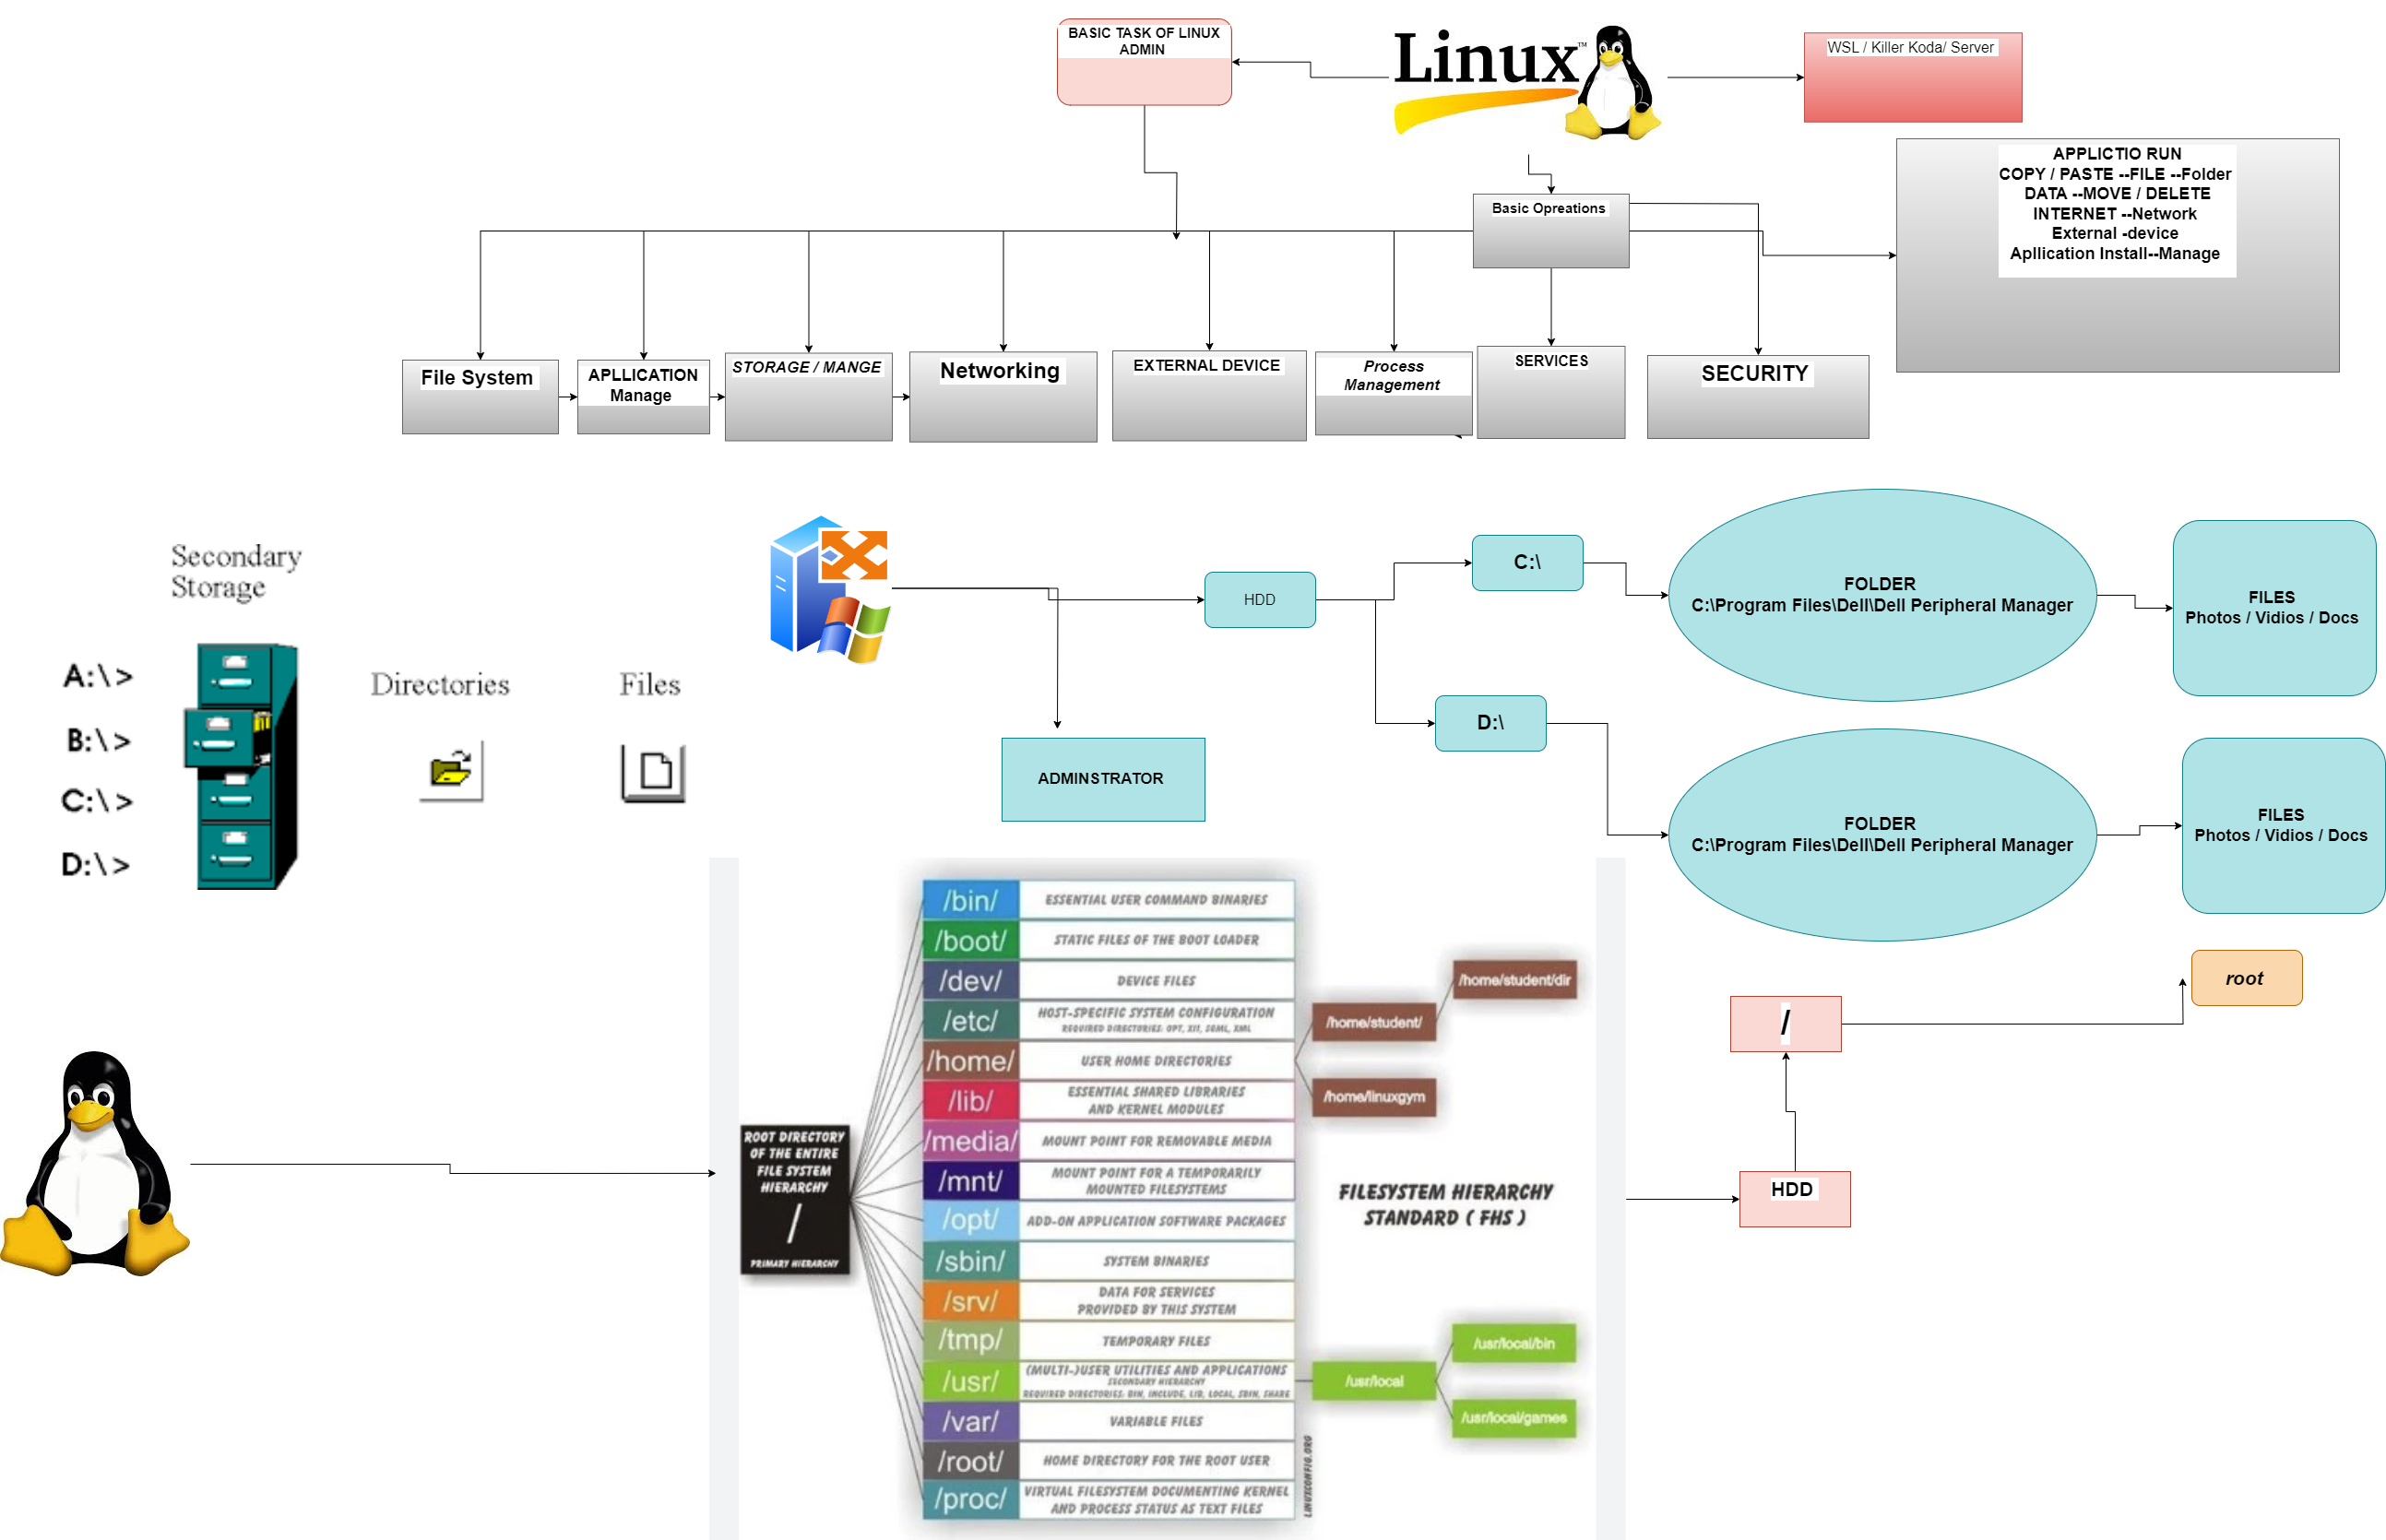 BASIC TASK OF LINUX
ADMIN
Linux™
WSL / Killer Koda/ Server
APPLICTIO RUN
COPY / PASTE --FILE --Folder
DATA --MOVE / DELETE
INTERNET --Network
External -device
Apllication Install--Manage
Basic Opreations
File System
APLLICATION
Manage
STORAGE / MANGE
Networking
EXTERNAL DEVICE
Process
Management
SERVICES
SECURITY
Secondary
Storage
A:\>
B:\>
C:\>
D:\>
Directories
Files
HDD
C:\
D:\
ADMINSTRATOR
FOLDER
C:\Program Files\Dell\Dell Peripheral Manager
FILES
Photos / Vidios / Docs
FOLDER
C:\Program Files\Dell\Dell Peripheral Manager
FILES
Photos / Vidios / Docs
ROOT DIRECTORY
OF THE ENTIRE
FILE SYSTEM
HIERARCHY
/
PRIMARY HIERARCHY
/bin/ ESSENTIAL USER COMMAND BINARIES
/boot/ STATIC FILES OF THE BOOT LOADER
/dev/ DEVICE FILES
/etc/ HOST-SPECIFIC SYSTEM CONFIGURATION
REQUIRED DIRECTORIES: OPT, X11, SGML, XML
/home/ USER HOME DIRECTORIES
/lib/ ESSENTIAL SHARED LIBRARIES
AND KERNEL MODULES
/media/ MOUNT POINT FOR REMOVABLE MEDIA
/mnt/ MOUNT POINT FOR A TEMPORARILY
MOUNTED FILESYSTEMS
/opt/ ADD-ON APPLICATION SOFTWARE PACKAGES
/sbin/ SYSTEM BINARIES
/srv/ DATA FOR SERVICES
PROVIDED BY THIS SYSTEM
/tmp/ TEMPORARY FILES
/usr/ (MULTI-)USER UTILITIES AND APPLICATIONS
SECONDARY HIERARCHY
REQUIRED DIRECTORIES: BIN, INCLUDE, LIB, LOCAL, SBIN, SHARE
/var/ VARIABLE FILES
/root/ HOME DIRECTORY FOR THE ROOT USER
/proc/ VIRTUAL FILESYSTEM DOCUMENTING KERNEL
AND PROCESS STATUS AS TEXT FILES
/home/student/dir
/home/student/
/home/linuxgym
FILESYSTEM HIERARCHY
STANDARD ( FHS )
/usr/local/bin
/usr/local
/usr/local/games
LINUXCONFIG.ORG
root
/
HDD